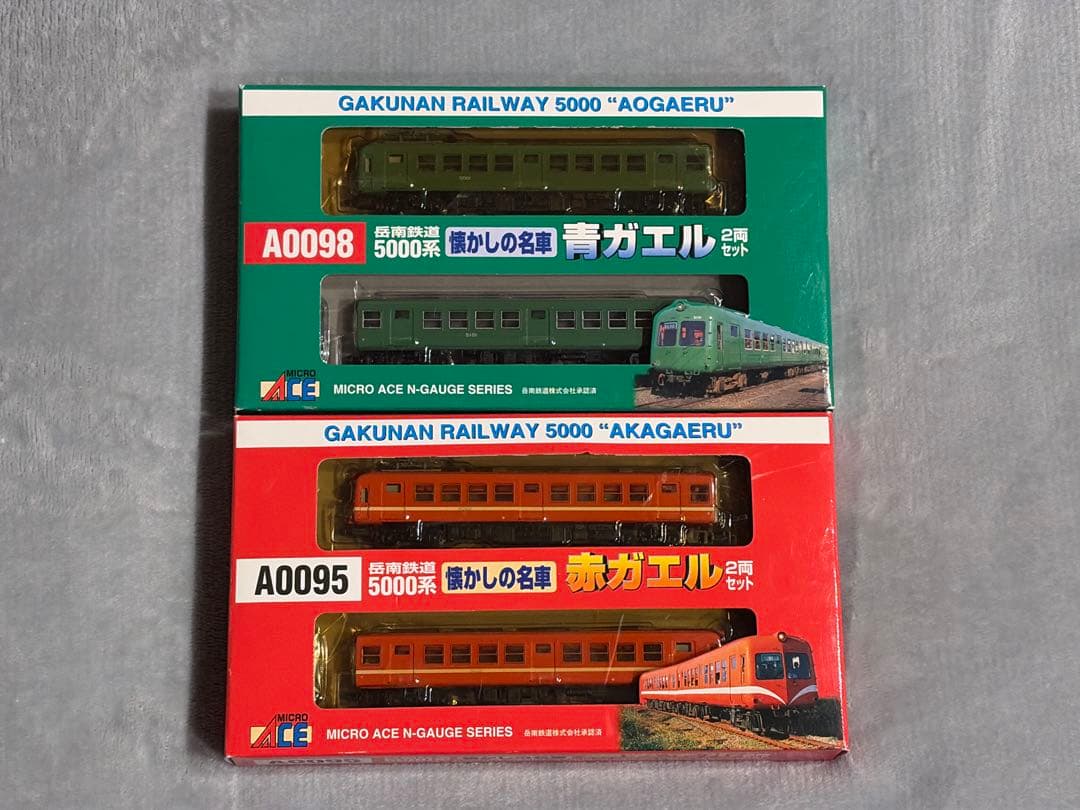 GAKUNAN RAILWAY 5000 “AOGAERU”
A0098
岳南鉄道
5000系
懐かしの名車
青ガエル
2両
セット
MICRO
ACE
MICRO ACE N-GAUGE SERIES
岳南鉄道株式会社承認済
GAKUNAN RAILWAY 5000 “AKAGAERU”
A0095
岳南鉄道
5000系
懐かしの名車
赤ガエル
2両
セット
MICRO
ACE
MICRO ACE N-GAUGE SERIES
岳南鉄道株式会社承認済
A0095